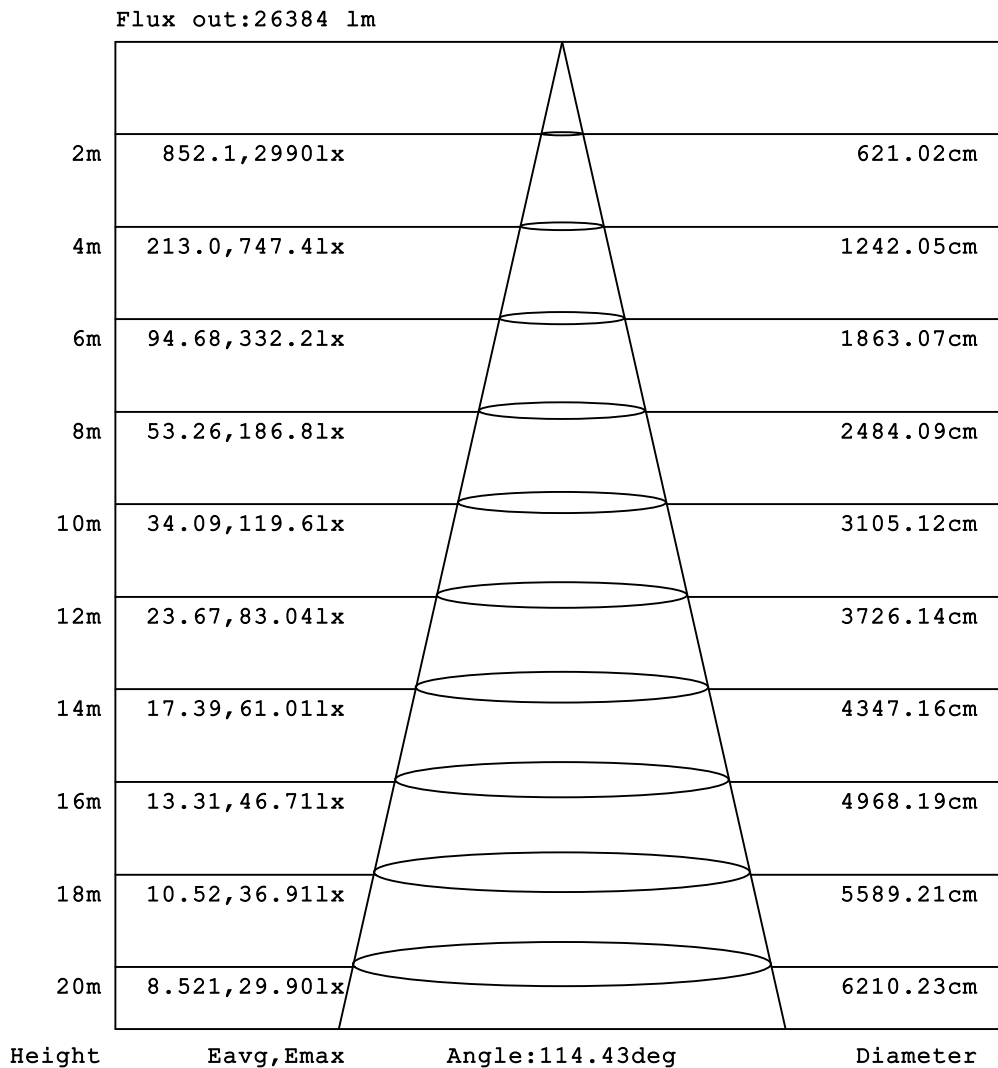 Flux out:26384 lm
2m 852.1,2990lx 621.02cm
4m 213.0,747.4lx 1242.05cm
6m 94.68,332.2lx 1863.07cm
8m 53.26,186.8lx 2484.09cm
10m 34.09,119.6lx 3105.12cm
12m 23.67,83.04lx 3726.14cm
14m 17.39,61.01lx 4347.16cm
16m 13.31,46.71lx 4968.19cm
18m 10.52,36.91lx 5589.21cm
20m 8.521,29.90lx 6210.23cm
Height Eavg,Emax Angle:114.43deg Diameter